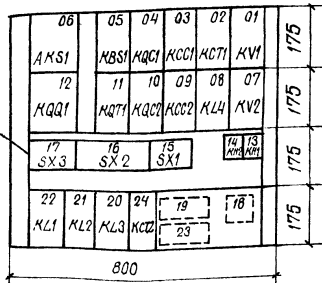 06 05 04 03 02 01
AKS1 KBS1 KQC1 KCC1 KCT1 KV1
175
12 11 10 09 08 07
KQQ1 KQT1 KQC2 KCC2 KL4 KV2
175
17 16 15 14 13
SX3 SX2 SX1 KH2 KH1
175
22 21 20 24 19 18
KL1 KL2 KL3 KCT2 23
175
800